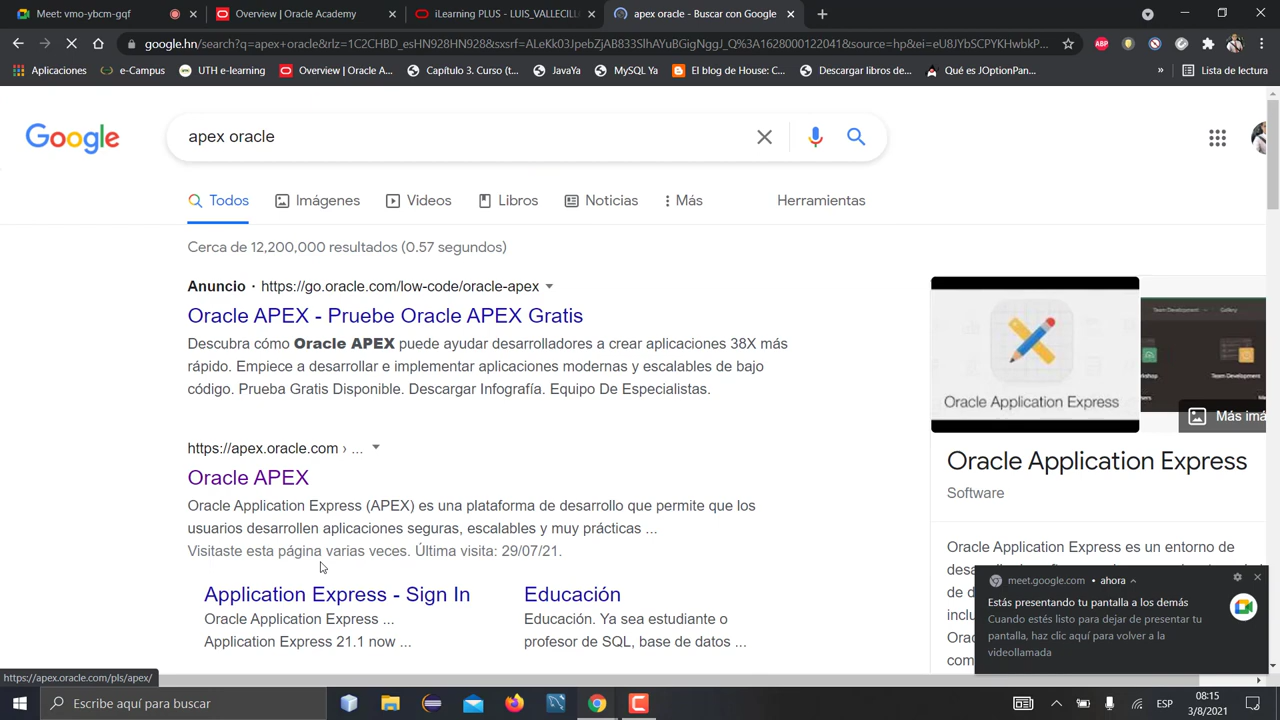 Meet: vmo-ybcm-gqf
Overview | Oracle Academy
iLearning PLUS - LUIS_VALLECILL
apex oracle - Buscar con Google
google.hn/search?q=apex+oracle&rlz=1C2CHBD_esHN928HN928&sxsrf=ALeKk03JpebZjAB833SlhAYuBGigNggJ_Q%3A1628000122041&source=hp&ei=eU8JYbSCPYKHwbkP...
ABP
Aplicaciones
e-Campus
UTH e-learning
Overview | Oracle A...
Capítulo 3. Curso (t...
JavaYa
MySQL Ya
El blog de House: C...
Descargar libros de...
Qué es JOptionPan...
»
Lista de lectura
Google
apex oracle
Todos
Imágenes
Videos
Libros
Noticias
Más
Herramientas
Cerca de 12,200,000 resultados (0.57 segundos)
Anuncio · https://go.oracle.com/low-code/oracle-apex
Oracle APEX - Pruebe Oracle APEX Gratis
Descubra cómo Oracle APEX puede ayudar desarrolladores a crear aplicaciones 38X más
rápido. Empiece a desarrollar e implementar aplicaciones modernas y escalables de bajo
código. Prueba Gratis Disponible. Descargar Infografía. Equipo De Especialistas.
https://apex.oracle.com › ...
Oracle APEX
Oracle Application Express (APEX) es una plataforma de desarrollo que permite que los
usuarios desarrollen aplicaciones seguras, escalables y muy prácticas ...
Visitaste esta página varias veces. Última visita: 29/07/21.
Application Express - Sign In
Oracle Application Express ...
Application Express 21.1 now ...
Educación
Educación. Ya sea estudiante o
profesor de SQL, base de datos ...
Oracle Application Express
Team Development
Gallery
Team Development
Más imá
Oracle Application Express
Software
Oracle Application Express es un entorno de
desa
de d
inclu
Orac
com
meet.google.com • ahora
Estás presentando tu pantalla a los demás
Cuando estés listo para dejar de presentar tu
pantalla, haz clic aquí para volver a la
videollamada
https://apex.oracle.com/pls/apex/
Escribe aquí para buscar
ESP
08:15
3/8/2021